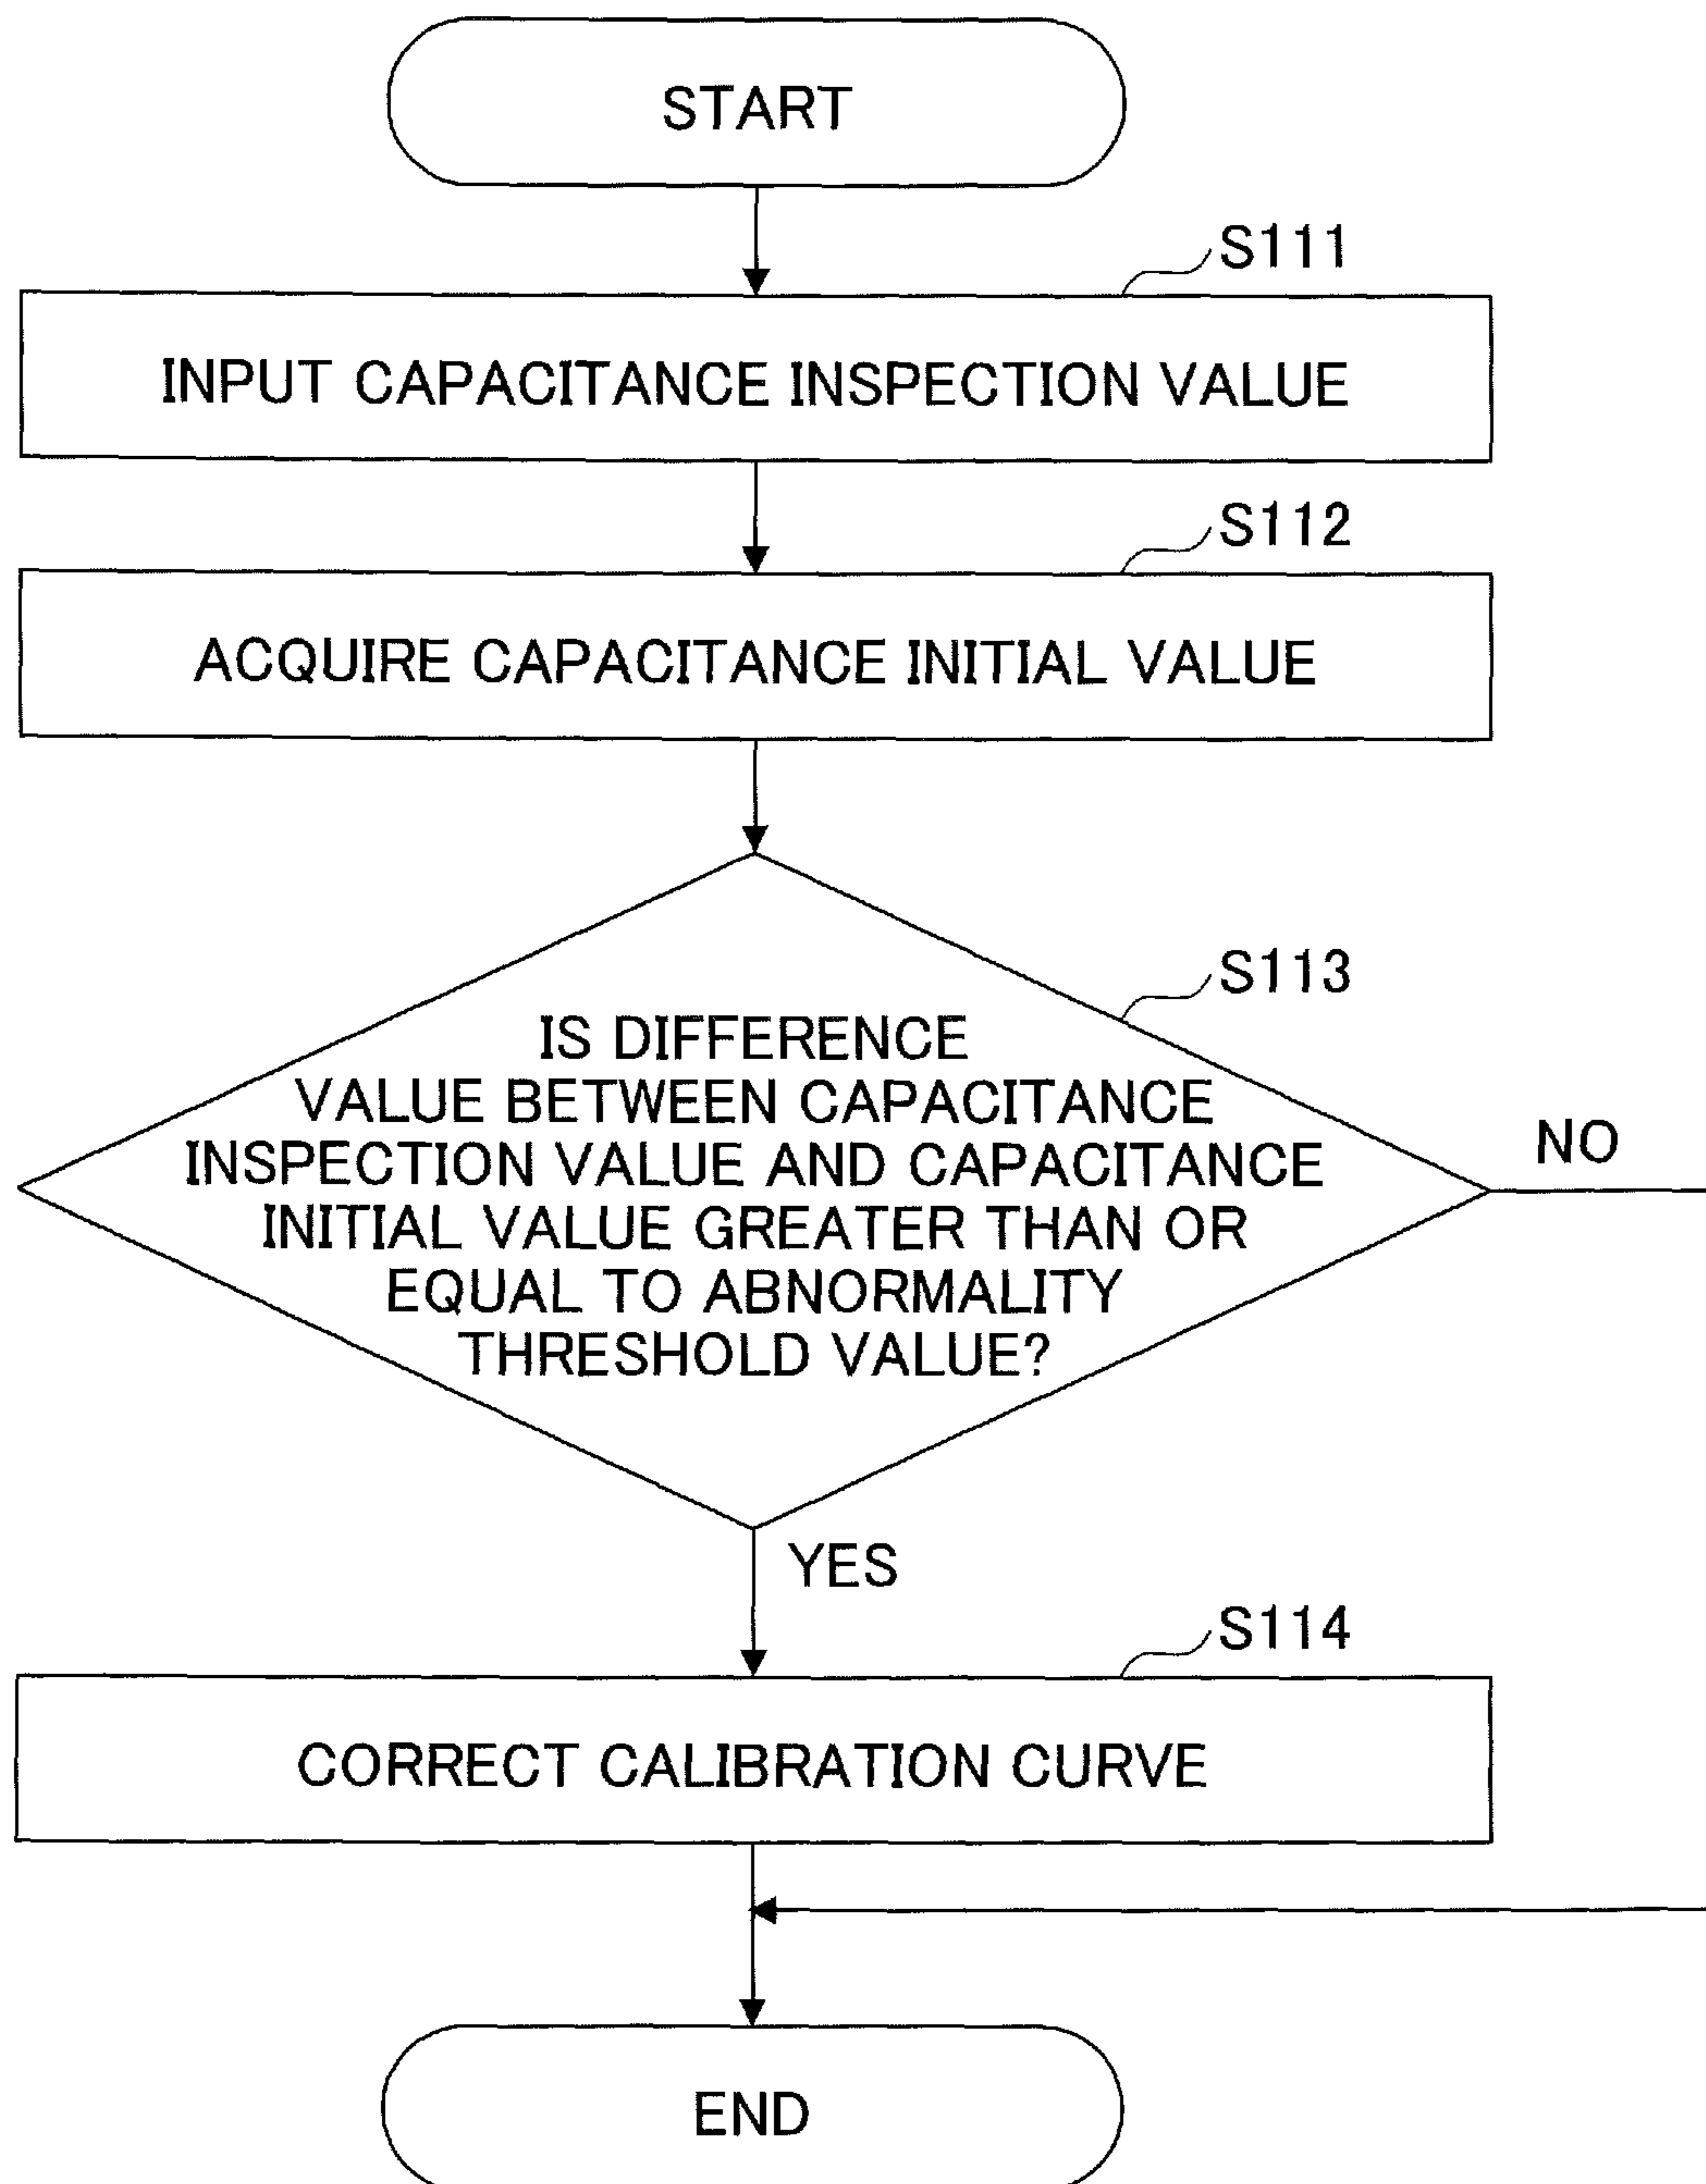 START
S111
INPUT CAPACITANCE INSPECTION VALUE
S112
ACQUIRE CAPACITANCE INITIAL VALUE
S113
IS DIFFERENCE
VALUE BETWEEN CAPACITANCE
INSPECTION VALUE AND CAPACITANCE
INITIAL VALUE GREATER THAN OR
EQUAL TO ABNORMALITY
THRESHOLD VALUE?
NO
YES
S114
CORRECT CALIBRATION CURVE
END